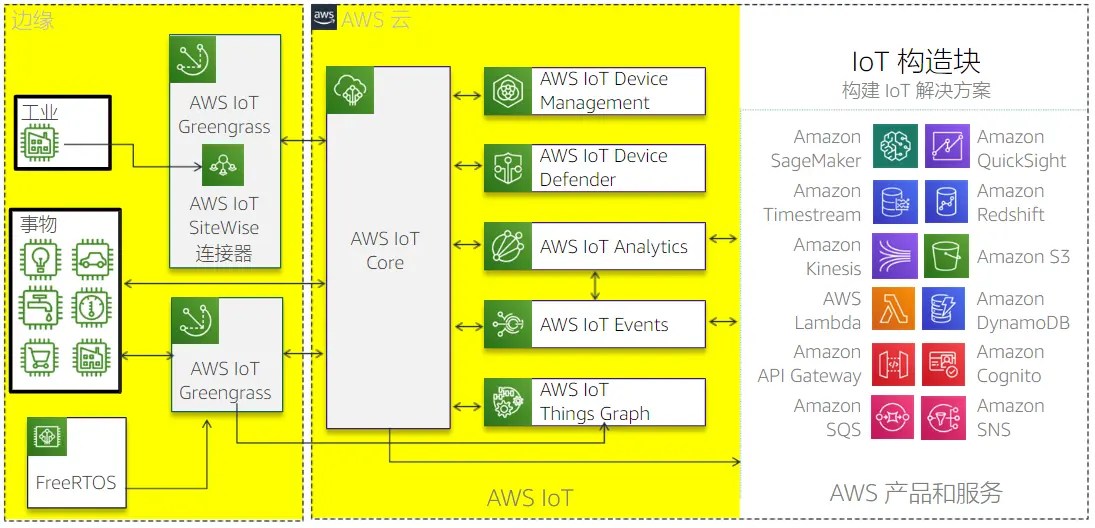 边缘
aws
AWS 云
工业
AWS IoT
Greengrass
AWS IoT
SiteWise
连接器
事物
AWS IoT
Greengrass
FreeRTOS
AWS IoT
Core
AWS IoT Device
Management
AWS IoT Device
Defender
AWS IoT Analytics
AWS IoT Events
AWS IoT
Things Graph
AWS IoT
IoT 构造块
构建 IoT 解决方案
Amazon
SageMaker
Amazon
QuickSight
Amazon
Timestream
Amazon
Redshift
Amazon
Kinesis
Amazon S3
AWS
Lambda
Amazon
DynamoDB
Amazon
API Gateway
Amazon
Cognito
Amazon
SQS
Amazon
SNS
AWS 产品和服务